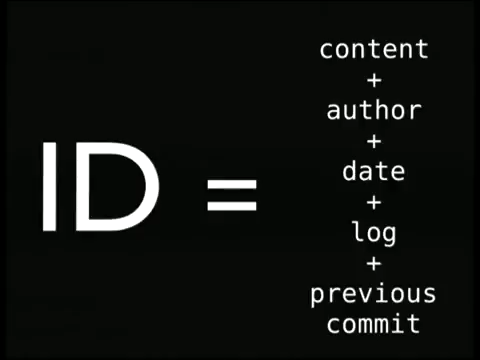 ID =
content
+
author
+
date
+
log
+
previous
commit